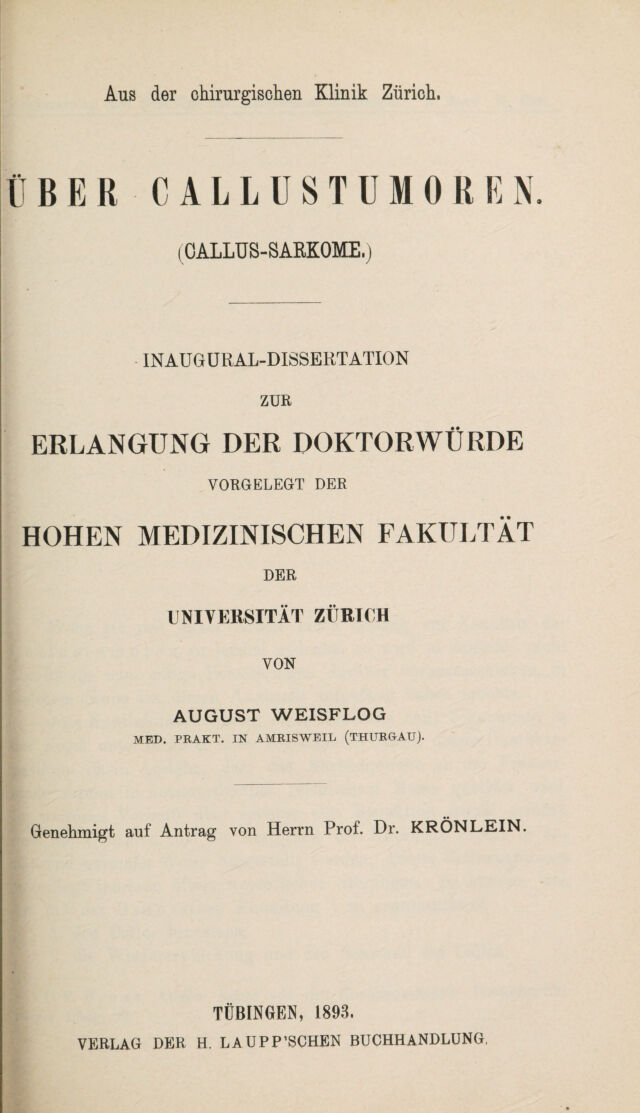 Aus der chirurgischen Klinik Zürich.
ÜBER CALLUSTUMOREN.
(CALLUS-SARKOME.)
INAUGURAL-DISSERTATION
ZUR
ERLANGUNG DER DOKTORWÜRDE
VORGELEGT DER
HOHEN MEDIZINISCHEN FAKULTÄT
DER
UNIVERSITÄT ZÜRICH
VON
AUGUST WEISFLOG
MED. PRAKT. IN AMRISWEIL (THURGAU).
Genehmigt auf Antrag von Herrn Prof. Dr. KRÖNLEIN.
TÜBINGEN, 1893.
VERLAG DER H. LAUPP'SCHEN BUCHHANDLUNG.